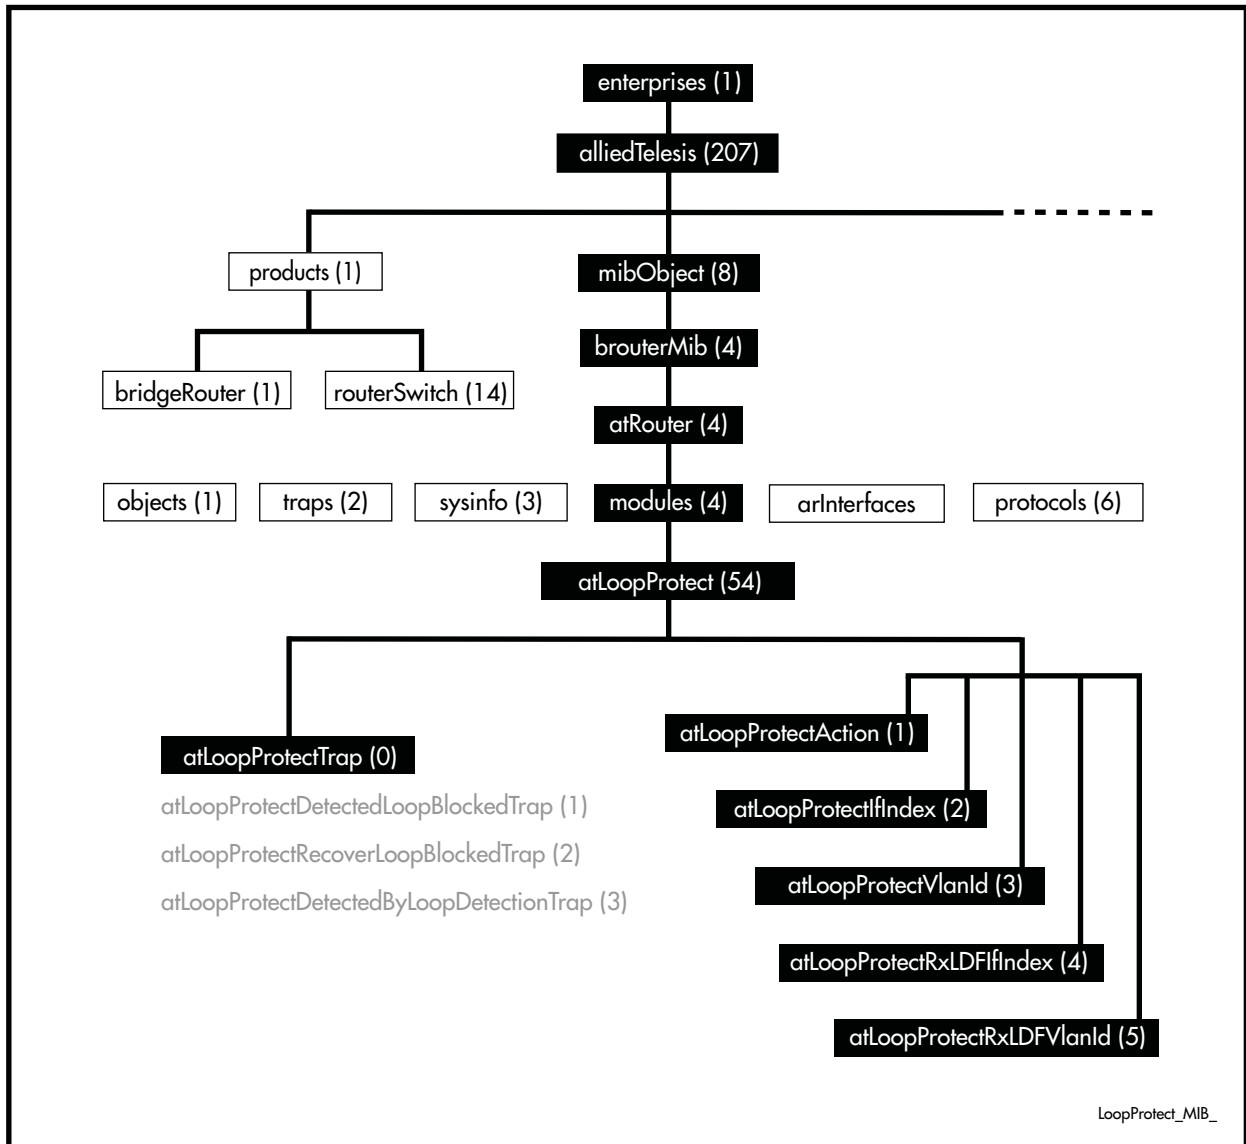 enterprises (1)
alliedTelesis (207)
products (1)
mibObject (8)
brouterMib (4)
bridgeRouter (1)
routerSwitch (14)
atRouter (4)
objects (1)
traps (2)
sysinfo (3)
modules (4)
arInterfaces
protocols (6)
atLoopProtect (54)
atLoopProtectTrap (0)
atLoopProtectDetectedLoopBlockedTrap (1)
atLoopProtectRecoverLoopBlockedTrap (2)
atLoopProtectDetectedByLoopDetectionTrap (3)
atLoopProtectAction (1)
atLoopProtectIfIndex (2)
atLoopProtectVlanId (3)
atLoopProtectRxLDFIfIndex (4)
atLoopProtectRxLDFVlanId (5)
LoopProtect_MIB_